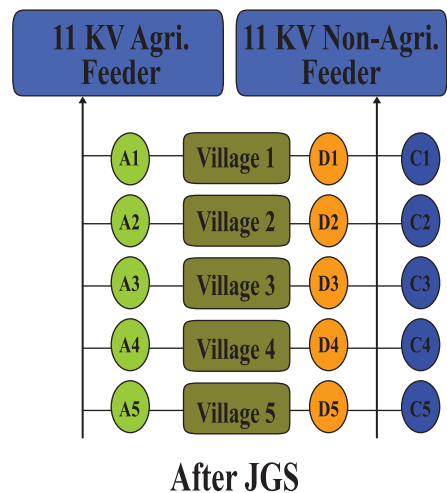 11 KV Agri.
Feeder
11 KV Non-Agri.
Feeder
A1 Village 1 D1 C1
A2 Village 2 D2 C2
A3 Village 3 D3 C3
A4 Village 4 D4 C4
A5 Village 5 D5 C5
After JGS